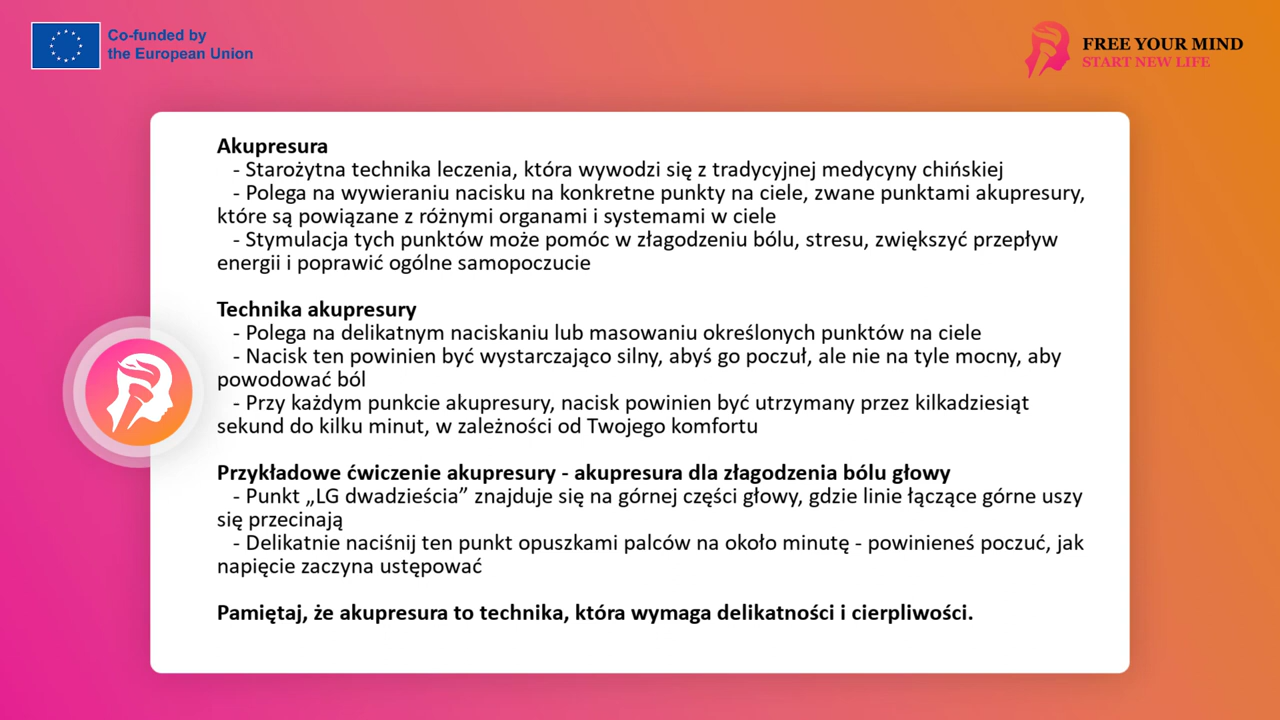 Co-funded by
the European Union
FREE YOUR MIND
START NEW LIFE
Akupresura
- Starożytna technika leczenia, która wywodzi się z tradycyjnej medycyny chińskiej
- Polega na wywieraniu nacisku na konkretne punkty na ciele, zwane punktami akupresury,
które są powiązane z różnymi organami i systemami w ciele
- Stymulacja tych punktów może pomóc w złagodzeniu bólu, stresu, zwiększyć przepływ
energii i poprawić ogólne samopoczucie
Technika akupresury
- Polega na delikatnym naciskaniu lub masowaniu określonych punktów na ciele
- Nacisk ten powinien być wystarczająco silny, abyś go poczuł, ale nie na tyle mocny, aby
powodować ból
- Przy każdym punkcie akupresury, nacisk powinien być utrzymany przez kilkadziesiąt
sekund do kilku minut, w zależności od Twojego komfortu
Przykładowe ćwiczenie akupresury - akupresura dla złagodzenia bólu głowy
- Punkt „LG dwadzieścia” znajduje się na górnej części głowy, gdzie linie łączące górne uszy
się przecinają
- Delikatnie naciśnij ten punkt opuszkami palców na około minutę - powinieneś poczuć, jak
napięcie zaczyna ustępować
Pamiętaj, że akupresura to technika, która wymaga delikatności i cierpliwości.